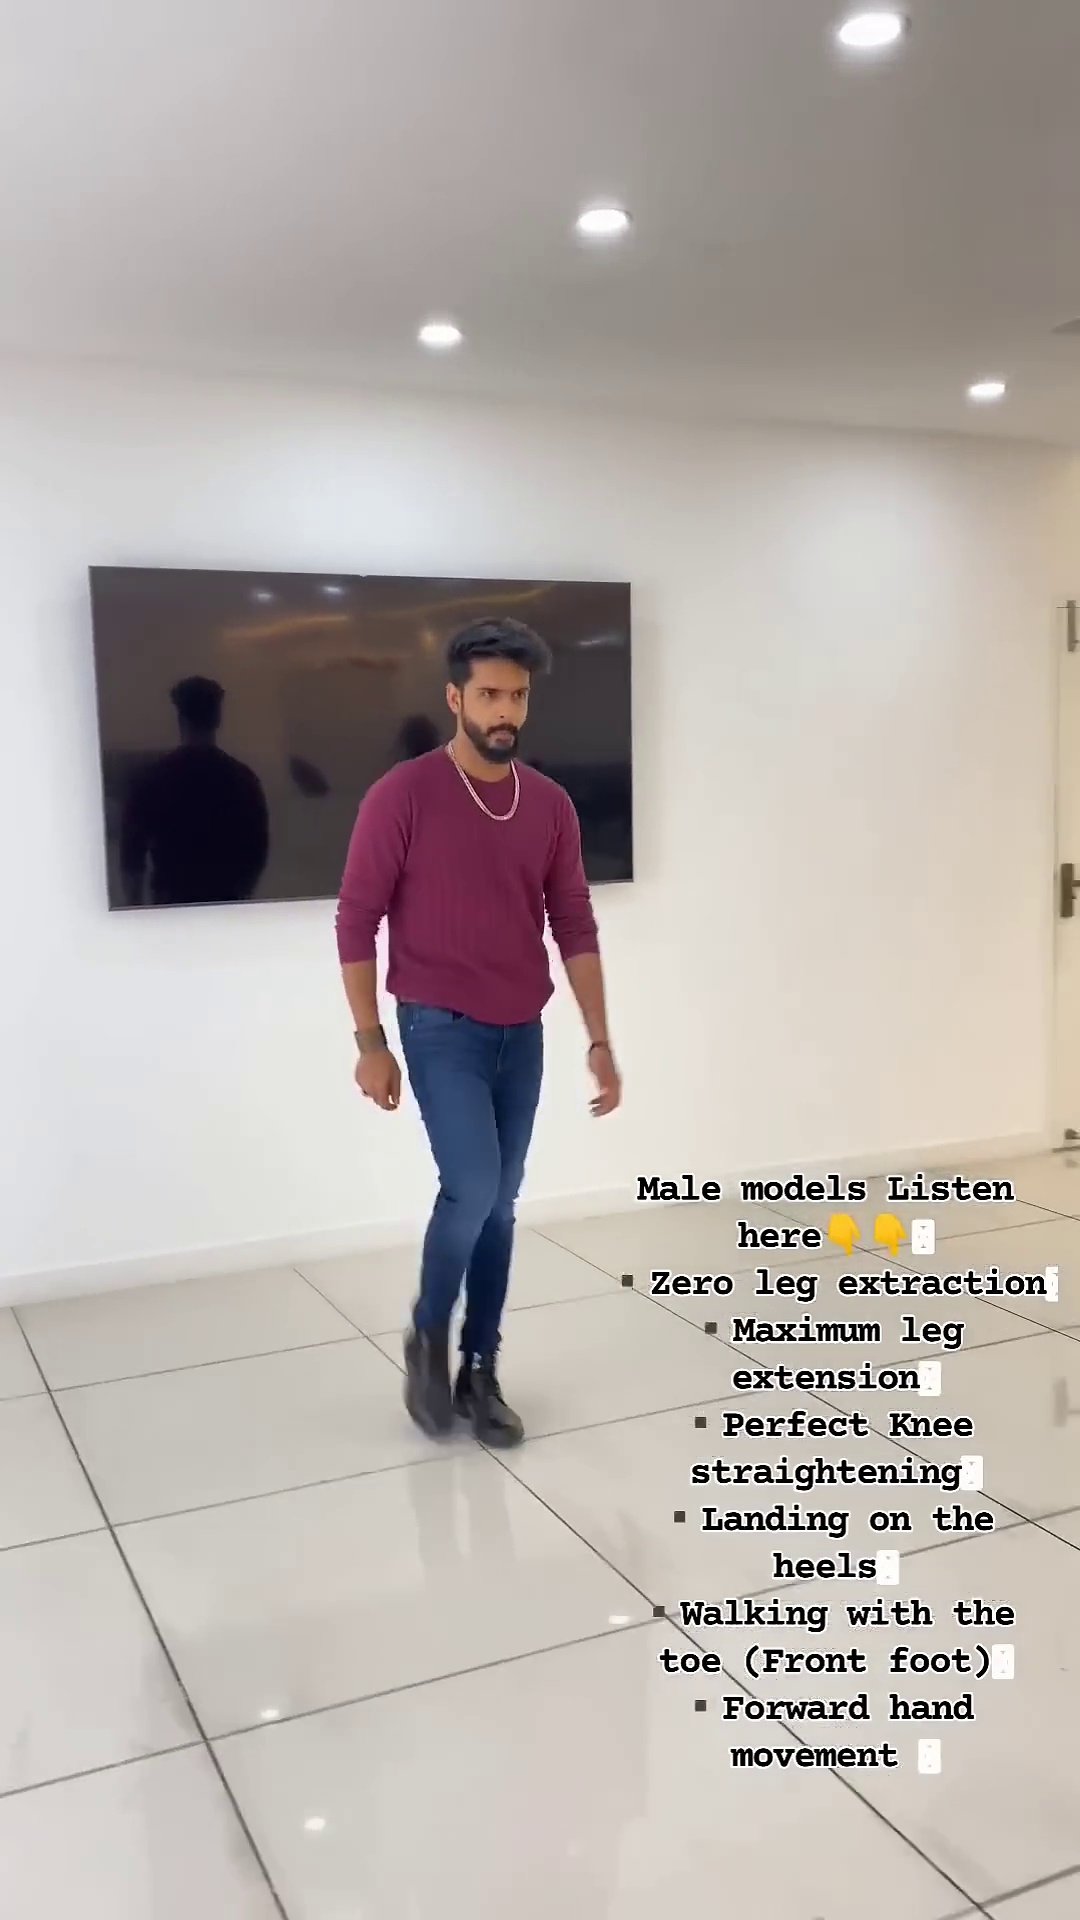 Male models Listen
here👇👇
▪ Zero leg extraction
▪ Maximum leg
extension
▪ Perfect Knee
straightening
▪ Landing on the
heels
▪ Walking with the
toe (Front foot)
▪ Forward hand
movement